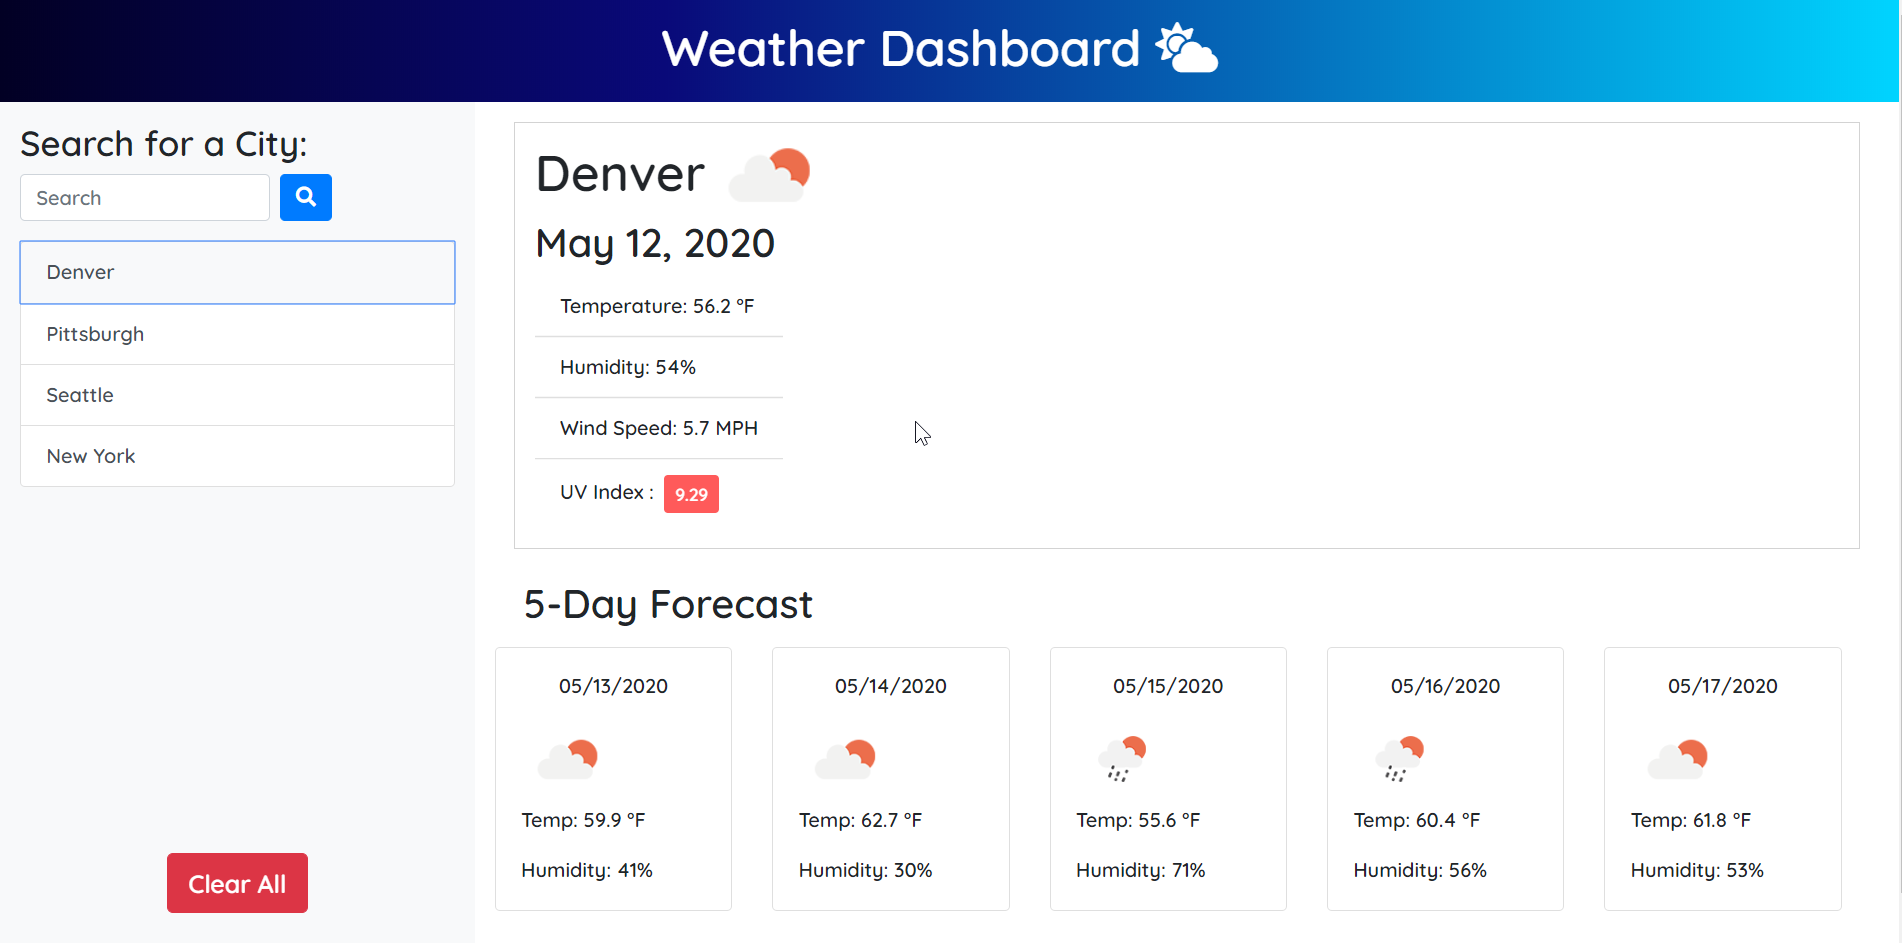 Weather Dashboard
Search for a City:
Search
Denver
Pittsburgh
Seattle
New York
Clear All
Denver
May 12, 2020
Temperature: 56.2 °F
Humidity: 54%
Wind Speed: 5.7 MPH
UV Index : 9.29
5-Day Forecast
05/13/2020
Temp: 59.9 °F
Humidity: 41%
05/14/2020
Temp: 62.7 °F
Humidity: 30%
05/15/2020
Temp: 55.6 °F
Humidity: 71%
05/16/2020
Temp: 60.4 °F
Humidity: 56%
05/17/2020
Temp: 61.8 °F
Humidity: 53%